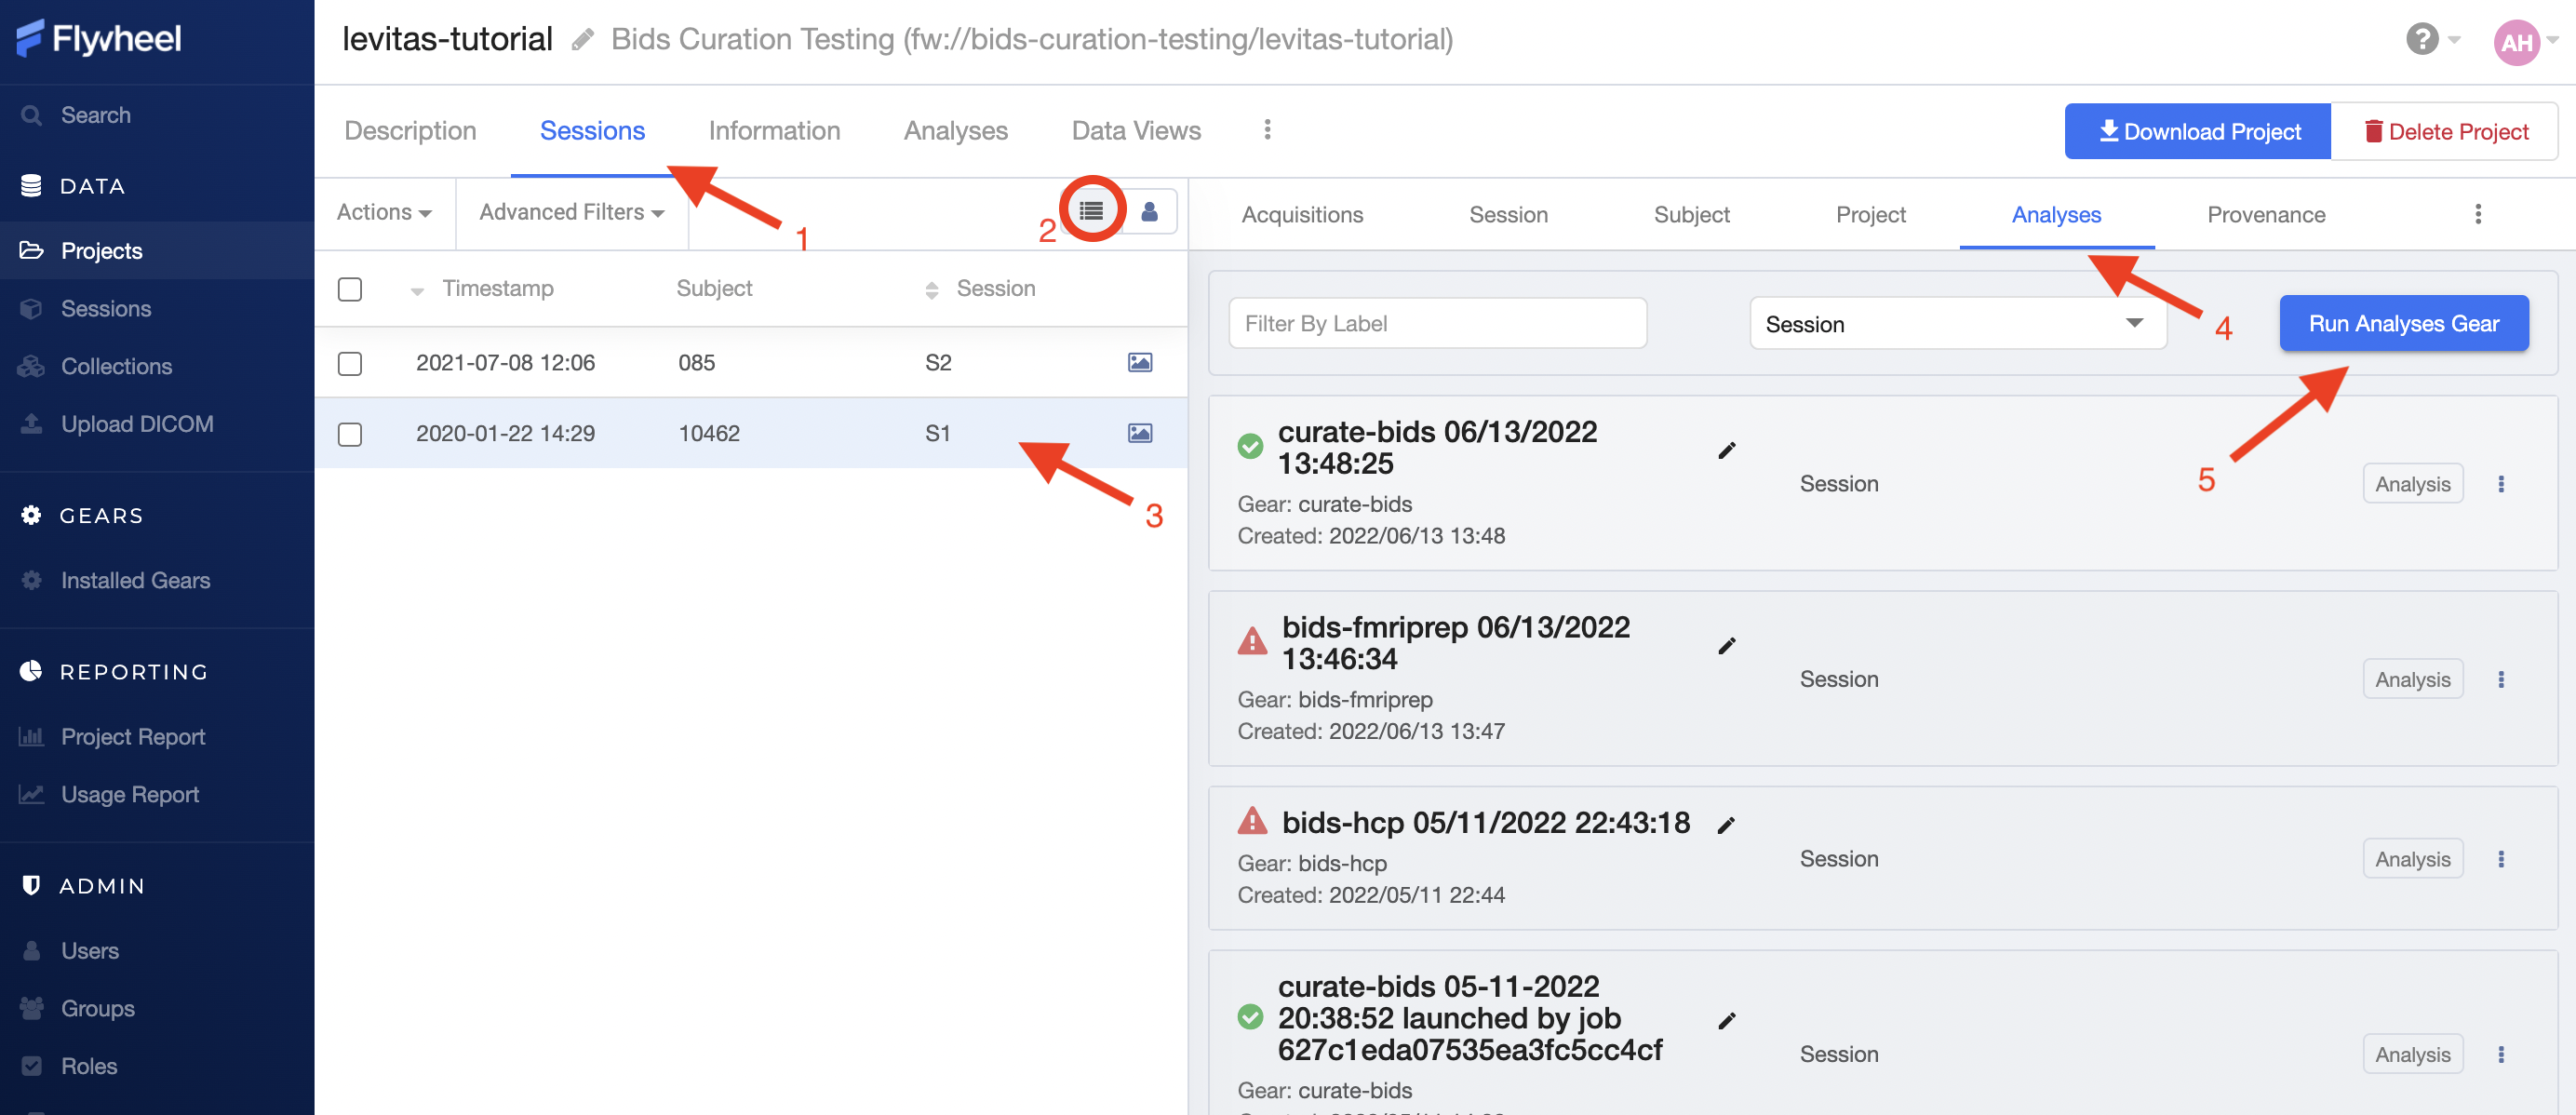 Flywheel
levitas-tutorial Bids Curation Testing (fw://bids-curation-testing/levitas-tutorial)
? AH
Search
DATA
Projects
Sessions
Collections
Upload DICOM
GEARS
Installed Gears
REPORTING
Project Report
Usage Report
ADMIN
Users
Groups
Roles
Description Sessions Information Analyses Data Views
Download Project Delete Project
1
Actions Advanced Filters
2
Timestamp Subject Session
2021-07-08 12:06 085 S2
2020-01-22 14:29 10462 S1
3
Acquisitions Session Subject Project Analyses Provenance
4
Filter By Label Session Run Analyses Gear
5
curate-bids 06/13/2022
13:48:25
Session Analysis
Gear: curate-bids
Created: 2022/06/13 13:48
bids-fmriprep 06/13/2022
13:46:34
Session Analysis
Gear: bids-fmriprep
Created: 2022/06/13 13:47
bids-hcp 05/11/2022 22:43:18
Session Analysis
Gear: bids-hcp
Created: 2022/05/11 22:44
curate-bids 05-11-2022
20:38:52 launched by job
627c1eda07535ea3fc5cc4cf
Session Analysis
Gear: curate-bids